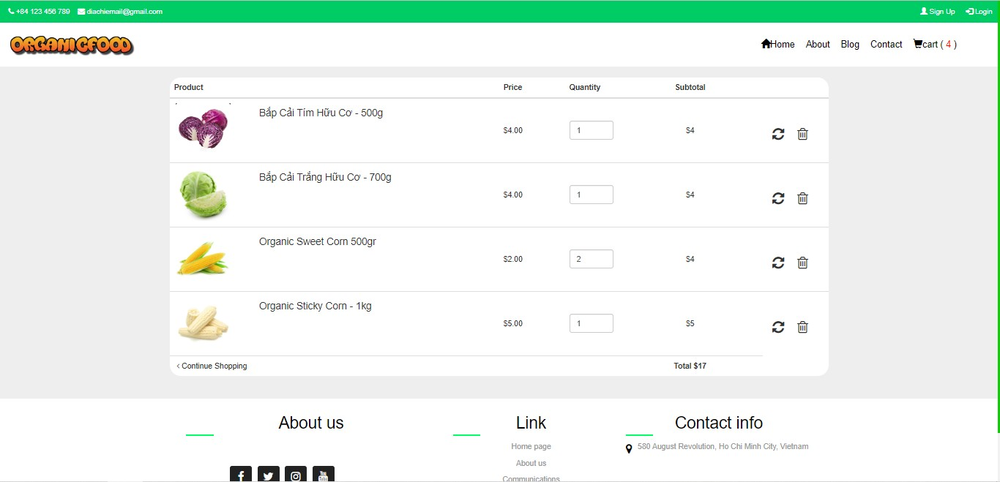 +84 123 456 789 diachiemail@gmail.com Sign Up Login
ORGANICFOOD Home About Blog Contact cart ( 4 )
Product Price Quantity Subtotal
Bắp Cải Tím Hữu Cơ - 500g
$4.00 1 $4
Bắp Cải Trắng Hữu Cơ - 700g
$4.00 1 $4
Organic Sweet Corn 500gr
$2.00 2 $4
Organic Sticky Corn - 1kg
$5.00 1 $5
‹ Continue Shopping Total $17
About us Link Contact info
Home page 580 August Revolution, Ho Chi Minh City, Vietnam
About us
Communications
You Tube